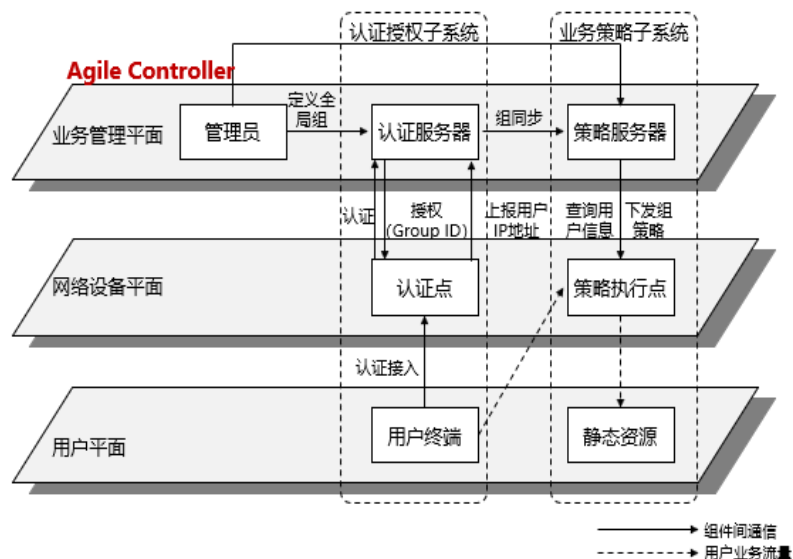 认证授权子系统
业务策略子系统
Agile Controller
业务管理平面
管理员
定义全
局组
认证服务器
组同步
策略服务器
认证
授权
(Group ID)
上报用户
IP地址
查询用
户信息
下发组
策略
网络设备平面
认证点
策略执行点
认证接入
用户平面
用户终端
静态资源
组件间通信
用户业务流量